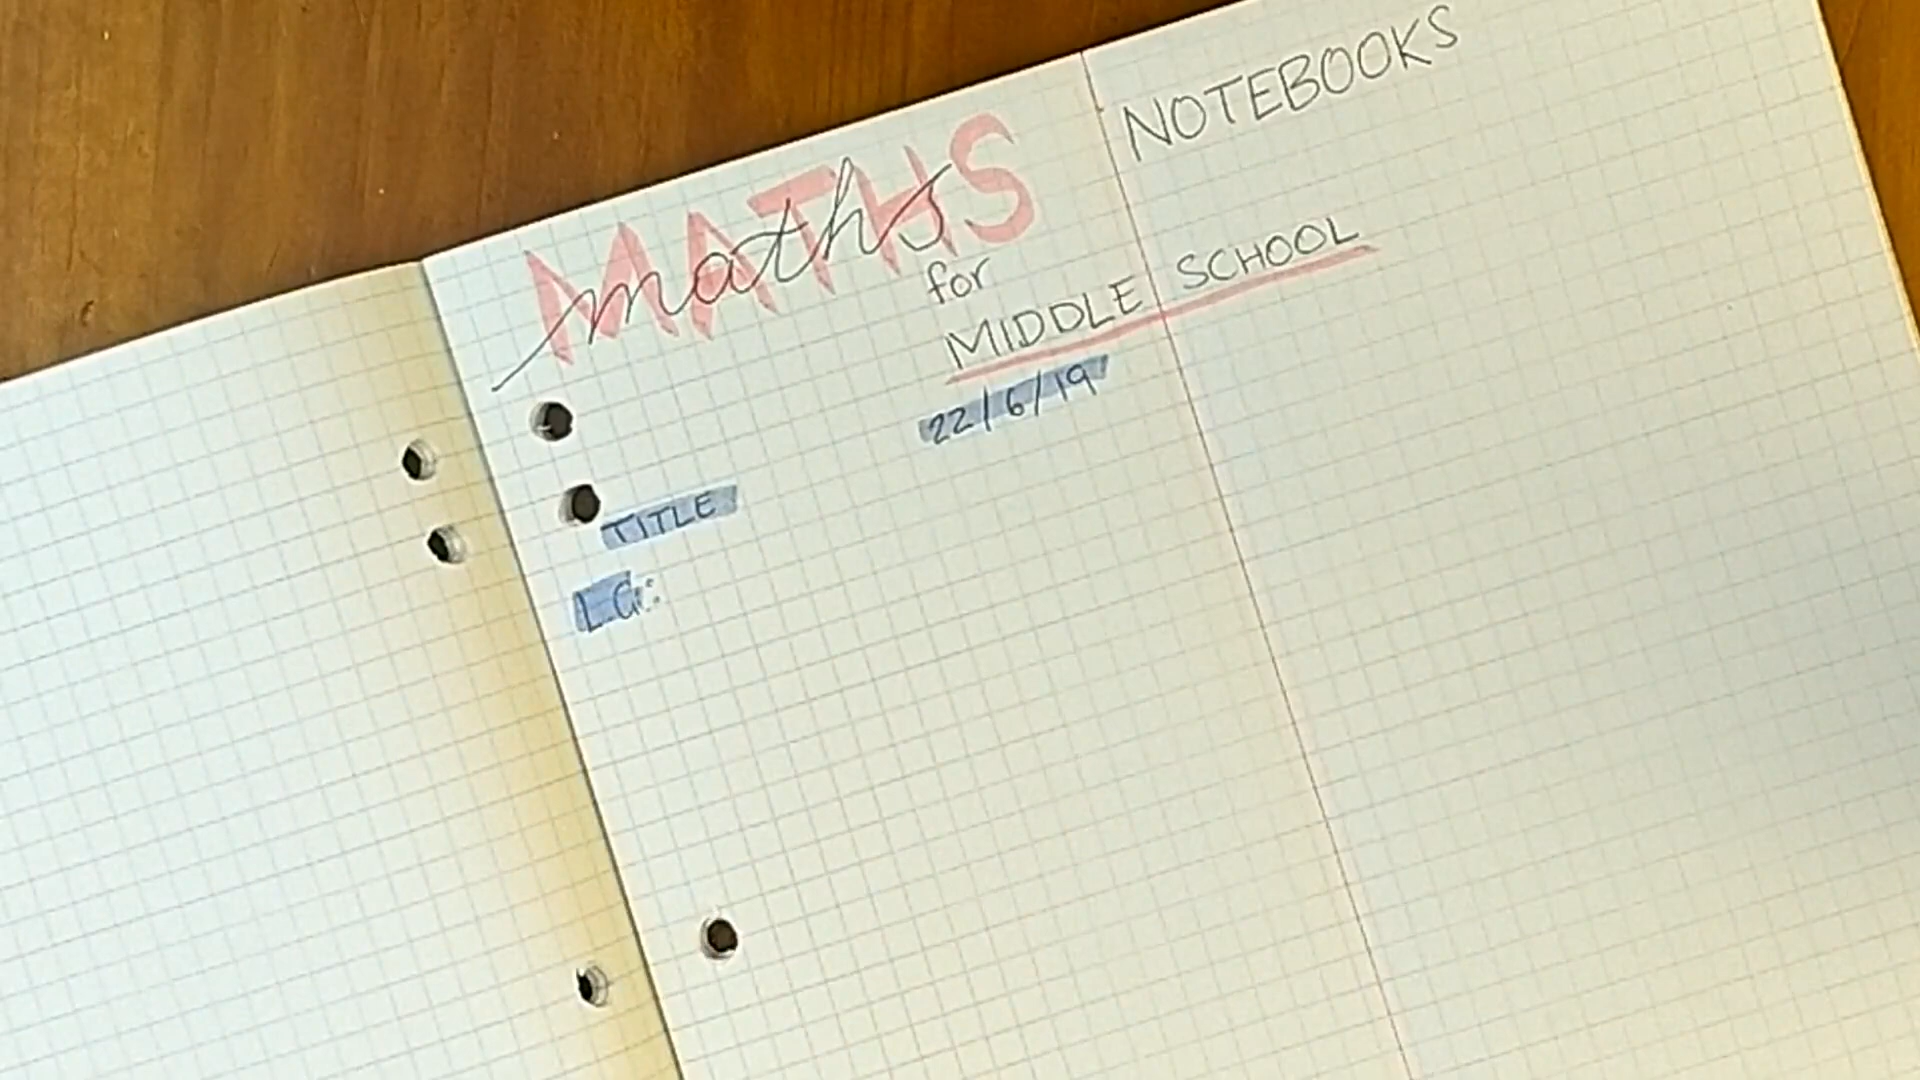 MATHS
maths
NOTEBOOKS
for
MIDDLE SCHOOL
22/6/19
TITLE